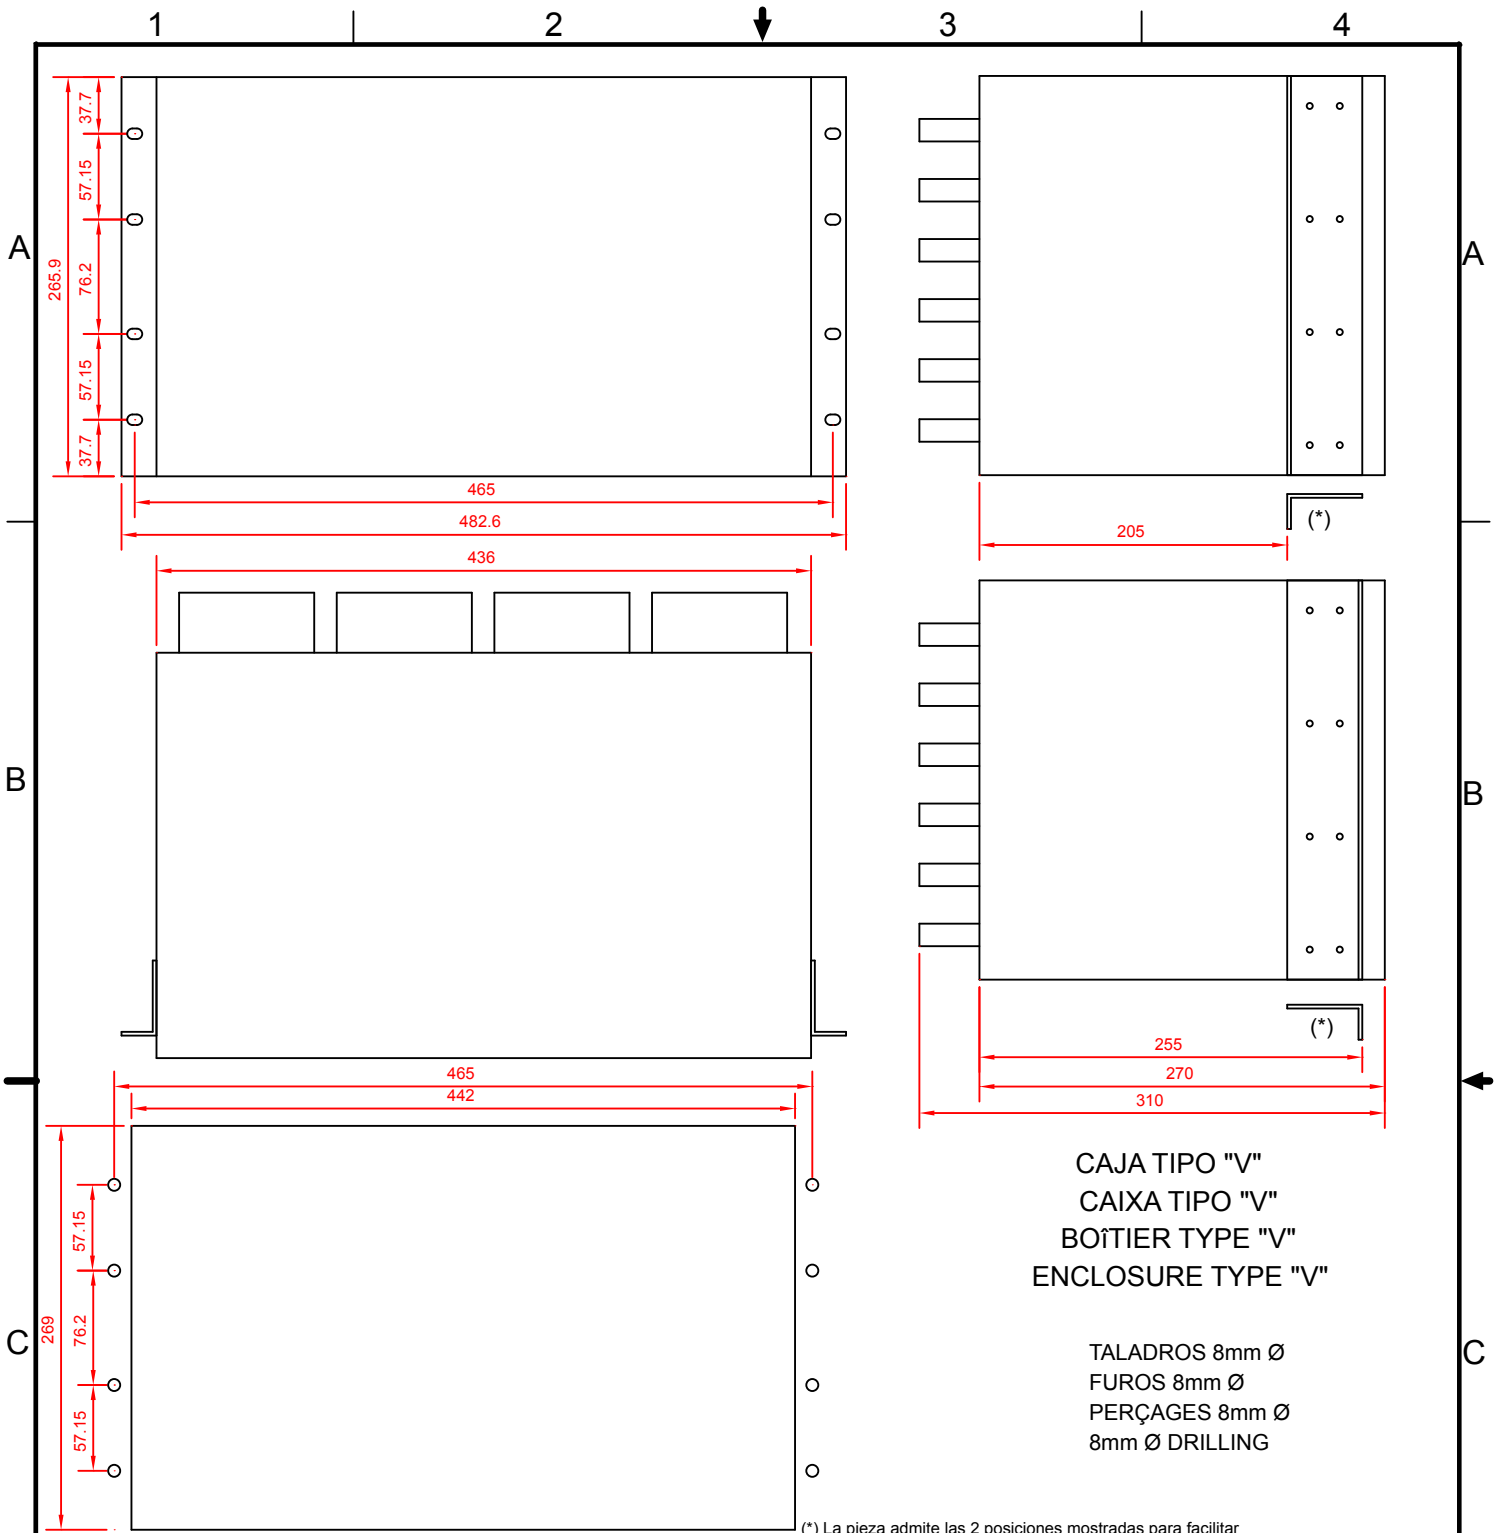 1 2 3 4
A
A
B
B
C
C
37.7
57.15
76.2
57.15
37.7
265.9
465
482.6
436
205
(*)
(*)
255
270
310
465
442
57.15
76.2
57.15
269
CAJA TIPO "V"
CAIXA TIPO "V"
BOîTIER TYPE "V"
ENCLOSURE TYPE "V"
TALADROS 8mm Ø
FUROS 8mm Ø
PERÇAGES 8mm Ø
8mm Ø DRILLING
(*) La pieza admite las 2 posiciones mostradas para facilitar